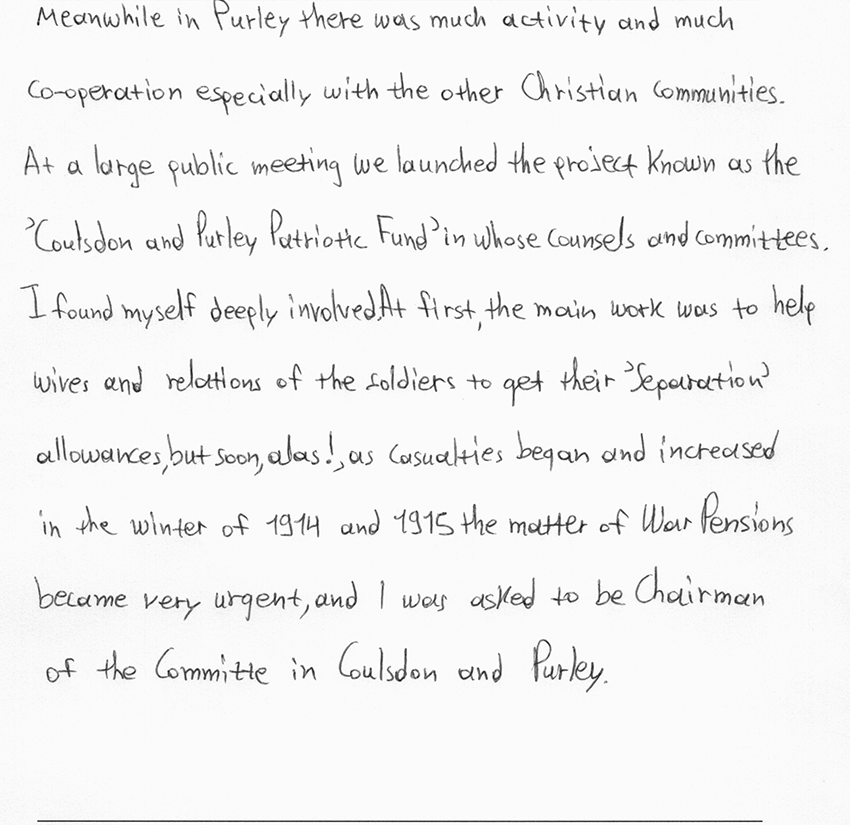 Meanwhile in Purley there was much activity and much
co-operation especially with the other Christian Communities.
At a large public meeting we launched the project known as the
'Coulsdon and Purley Patriotic Fund' in whose counsels and committees.
I found myself deeply involved. At first, the main work was to help
wives and relations of the soldiers to get their 'Separation'
allowances, but soon, alas!, as casualties began and increased
in the winter of 1914 and 1915 the matter of War Pensions
became very urgent, and I was asked to be Chairman
of the Committe in Coulsdon and Purley.